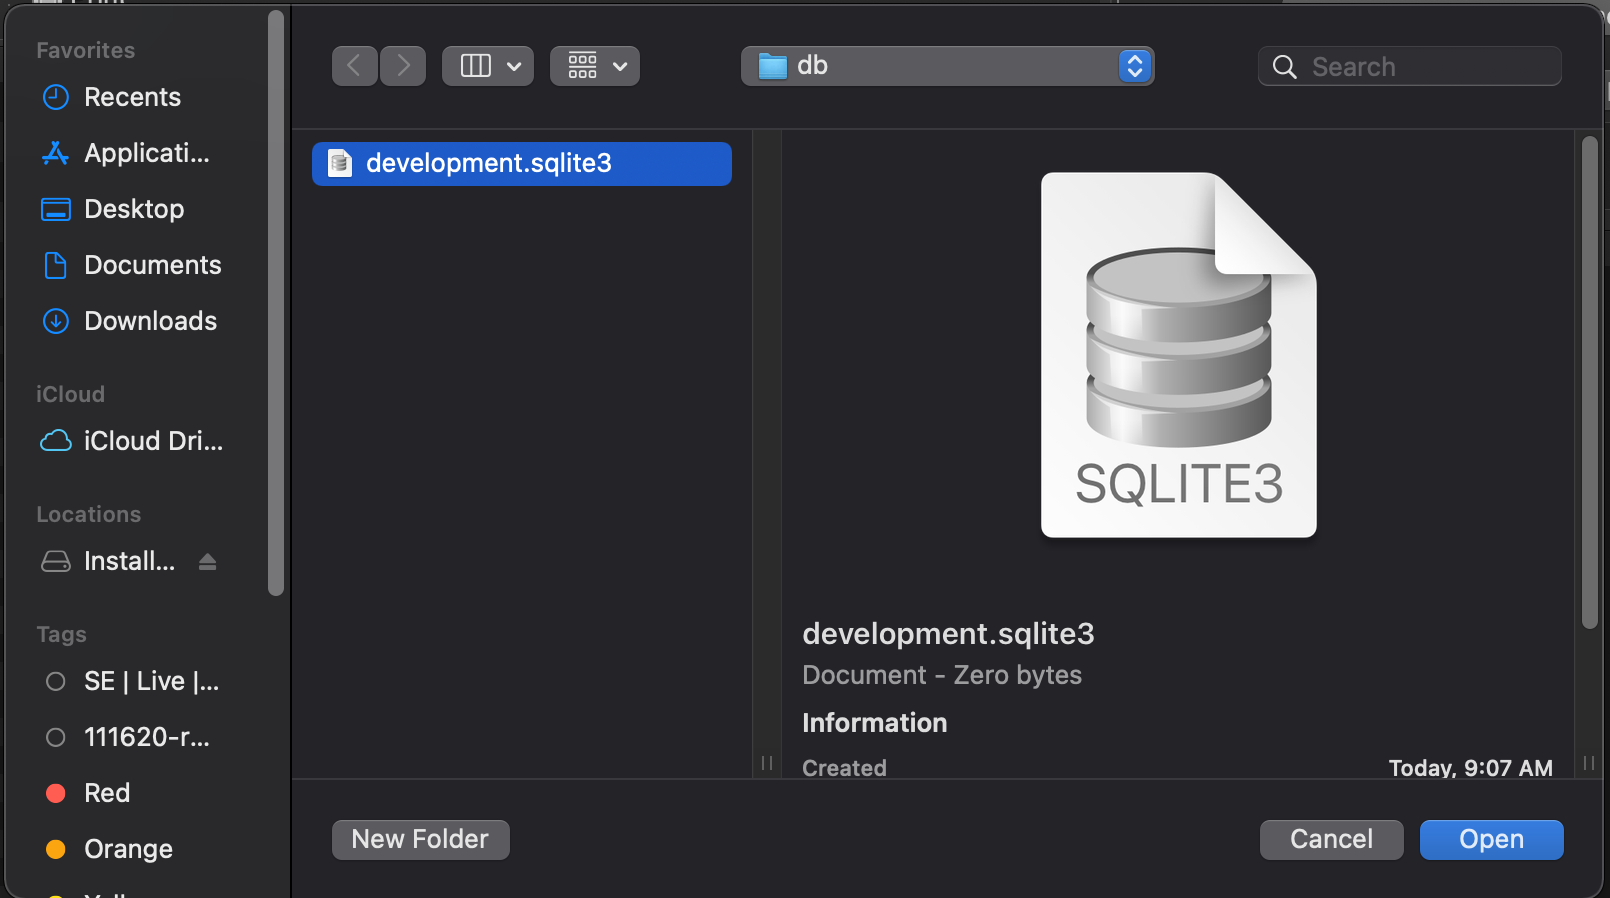 Favorites
Recents
Applicati...
Desktop
Documents
Downloads
iCloud
iCloud Dri...
Locations
Install...
Tags
SE | Live |...
111620-r...
Red
Orange
db
Search
development.sqlite3
SQLITE3
development.sqlite3
Document - Zero bytes
Information
Created Today, 9:07 AM
New Folder
Cancel
Open